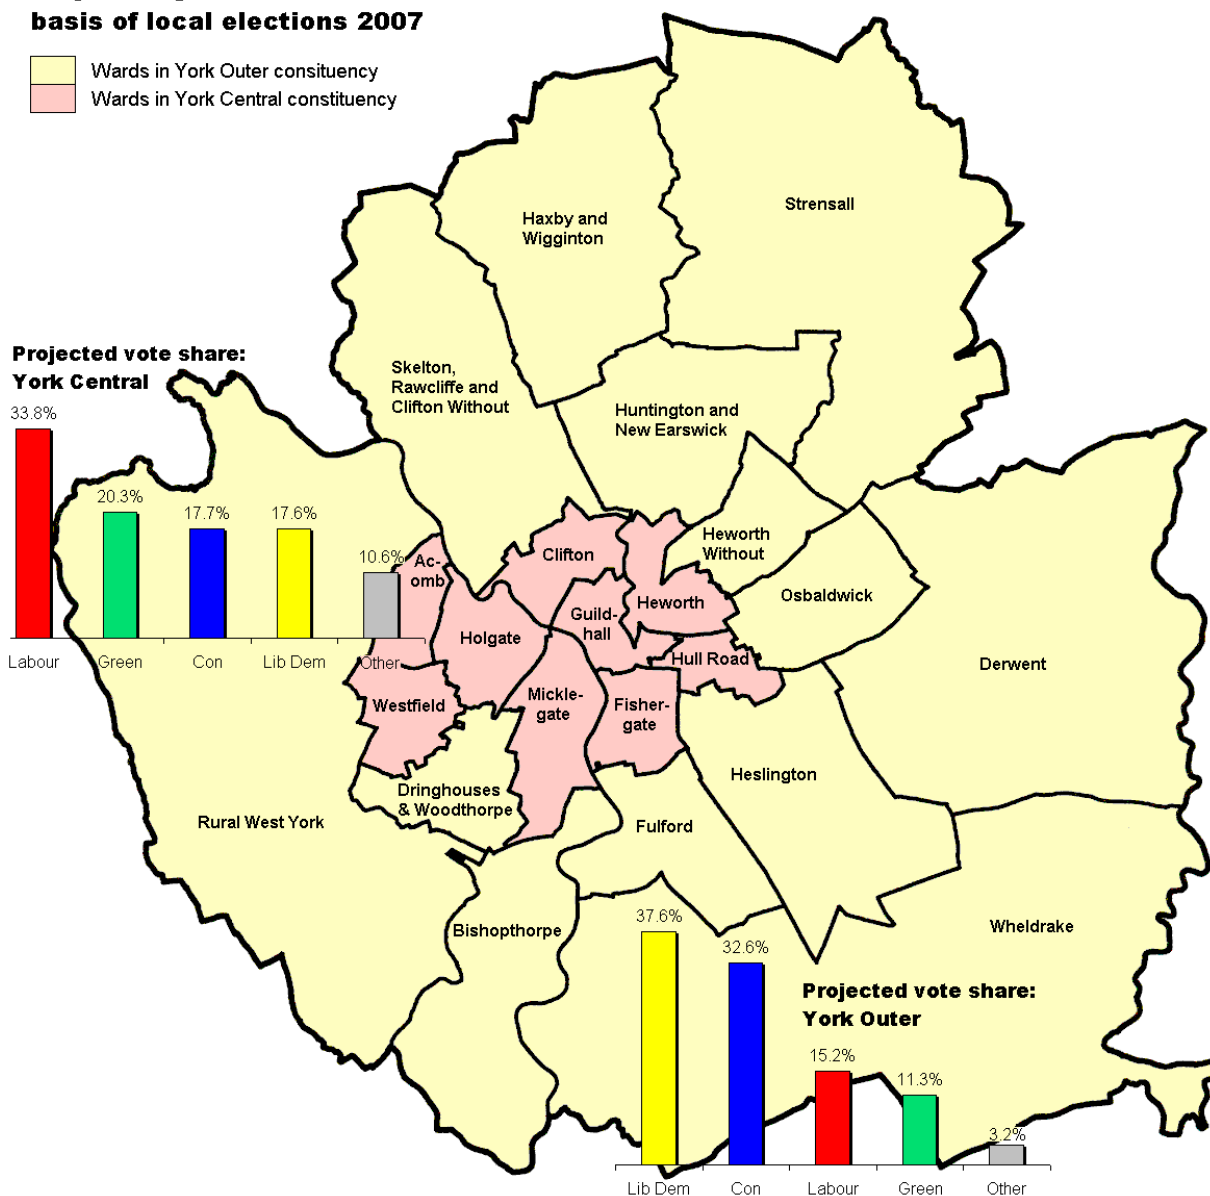 basis of local elections 2007
Wards in York Outer consituency
Wards in York Central constituency
Strensall
Haxby and
Wigginton
Projected vote share:
York Central
33.8%
20.3%
17.7%
17.6%
10.6%
Labour
Green
Con
Lib Dem
Other
Skelton,
Rawcliffe and
Clifton Without
Huntington and
New Earswick
Heworth
Without
Clifton
Ac-
omb
Osbaldwick
Heworth
Guild-
hall
Holgate
Hull Road
Derwent
Westfield
Mickle-
gate
Fisher-
gate
Heslington
Dringhouses
& Woodthorpe
Rural West York
Fulford
Bishopthorpe
Wheldrake
Projected vote share:
York Outer
37.6%
32.6%
15.2%
11.3%
3.2%
Lib Dem
Con
Labour
Green
Other